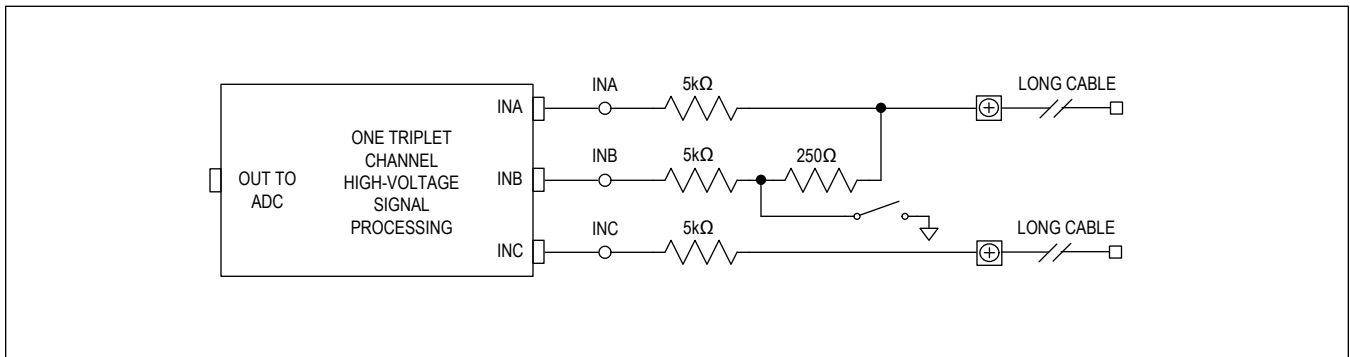 INA
5kΩ
LONG CABLE
INA
ONE TRIPLET
CHANNEL
HIGH-VOLTAGE
SIGNAL
PROCESSING
OUT TO
ADC
INB
INB
5kΩ
250Ω
INC
INC
5kΩ
LONG CABLE